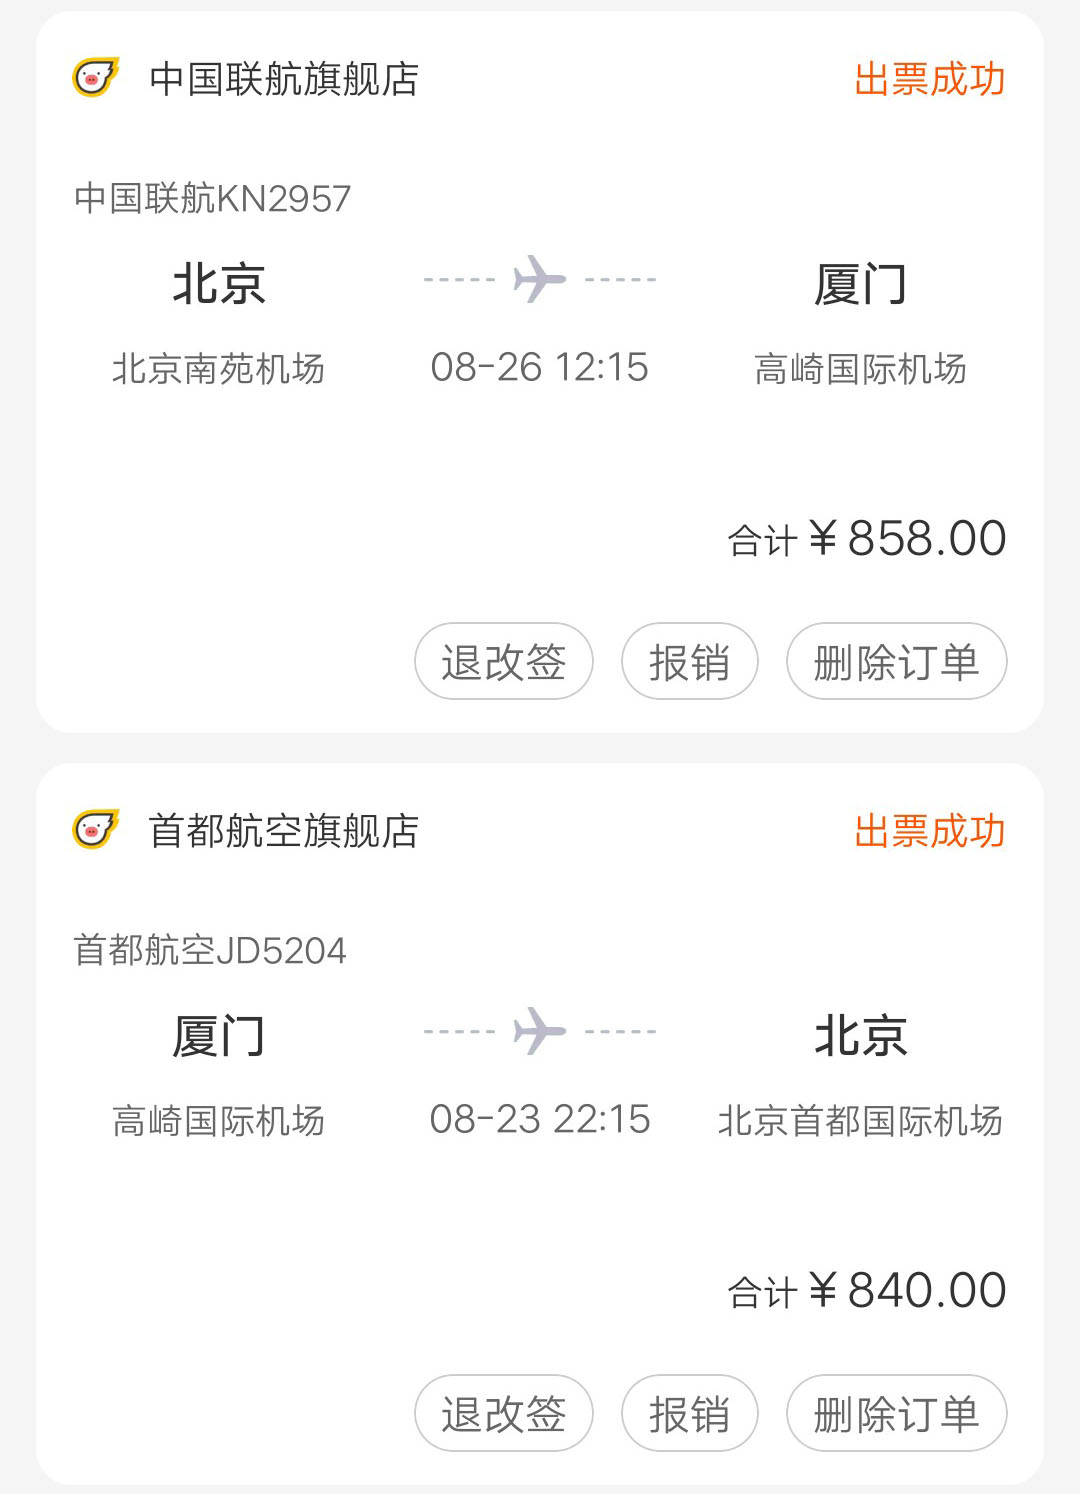 中国联航旗舰店 出票成功
中国联航KN2957
北京 厦门
北京南苑机场 08-26 12:15 高崎国际机场
合计 ¥858.00
退改签 报销 删除订单
首都航空旗舰店 出票成功
首都航空JD5204
厦门 北京
高崎国际机场 08-23 22:15 北京首都国际机场
合计 ¥840.00
退改签 报销 删除订单